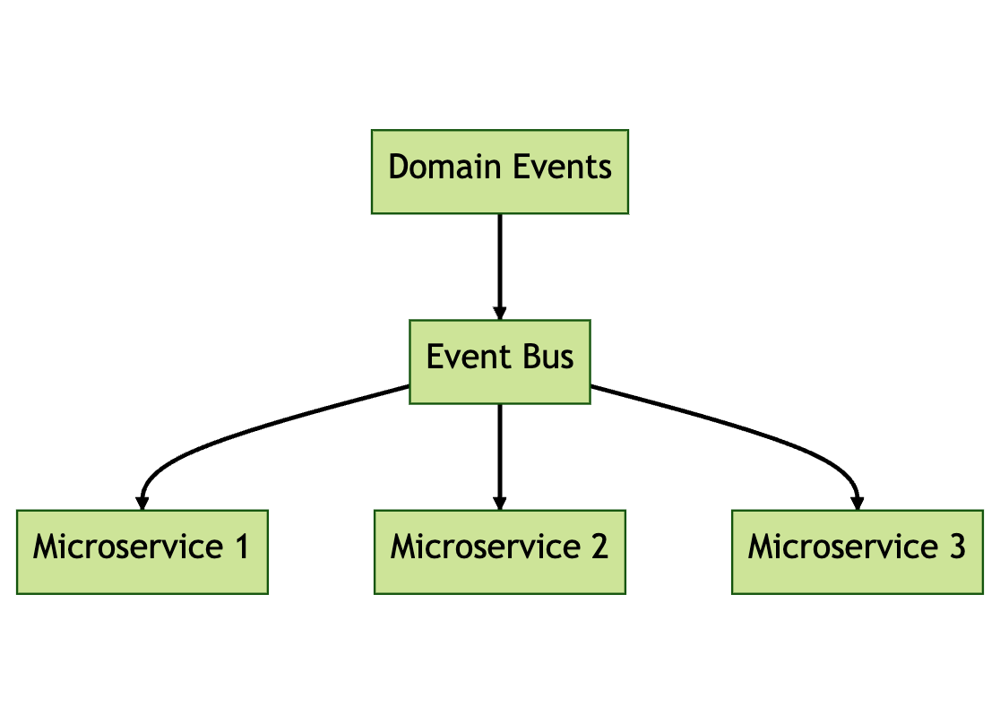 Domain Events
Event Bus
Microservice 1
Microservice 2
Microservice 3